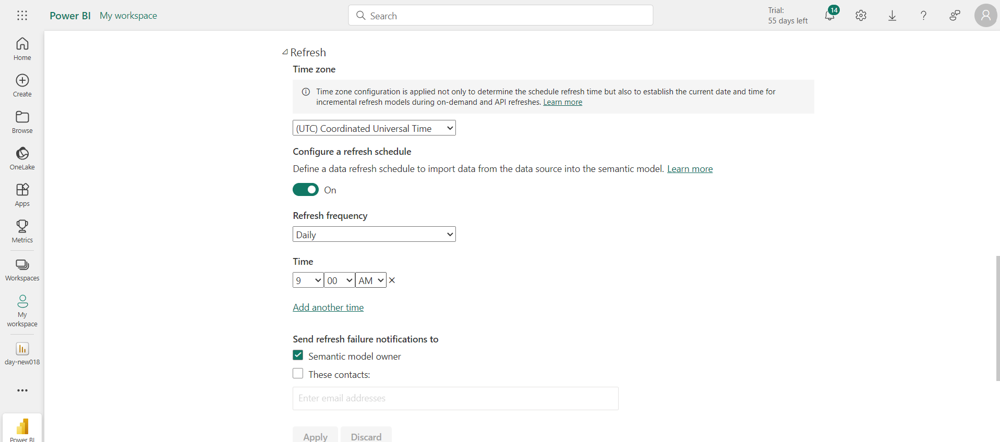 Power BI My workspace
Search
Trial:
55 days left
14
Home
Create
Browse
OneLake
Apps
Metrics
Workspaces
My
workspace
day-new018
Power BI
Refresh
Time zone
Time zone configuration is applied not only to determine the schedule refresh time but also to establish the current date and time for
incremental refresh models during on-demand and API refreshes. Learn more
(UTC) Coordinated Universal Time
Configure a refresh schedule
Define a data refresh schedule to import data from the data source into the semantic model. Learn more
On
Refresh frequency
Daily
Time
9 00 AM
Add another time
Send refresh failure notifications to
Semantic model owner
These contacts:
Enter email addresses
Apply Discard